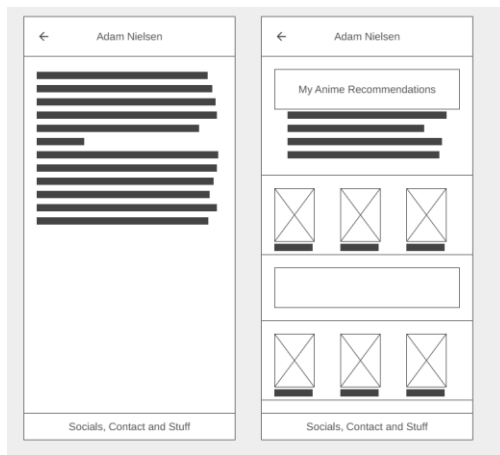 Adam Nielsen
Socials, Contact and Stuff
Adam Nielsen
My Anime Recommendations
Socials, Contact and Stuff